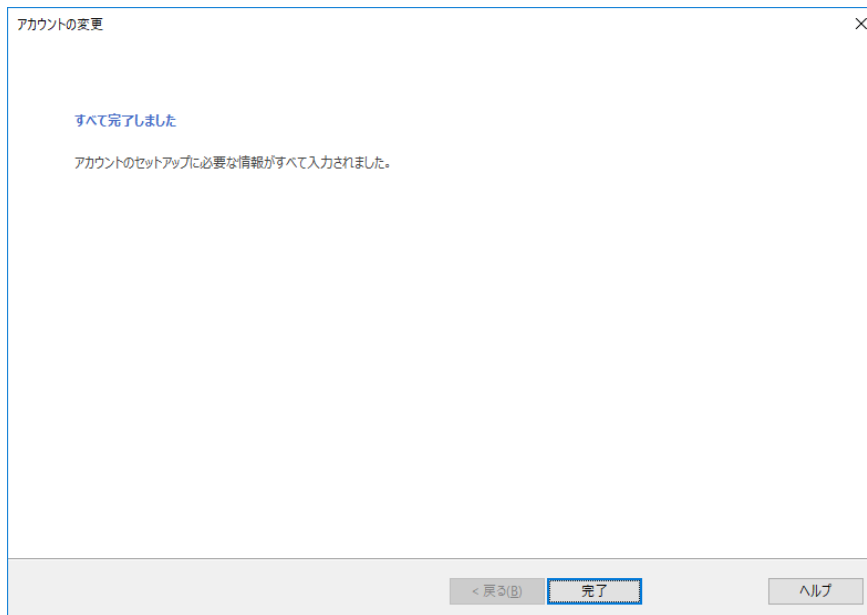 アカウントの変更
すべて完了しました
アカウントのセットアップに必要な情報がすべて入力されました。
< 戻る(B)
完了
ヘルプ